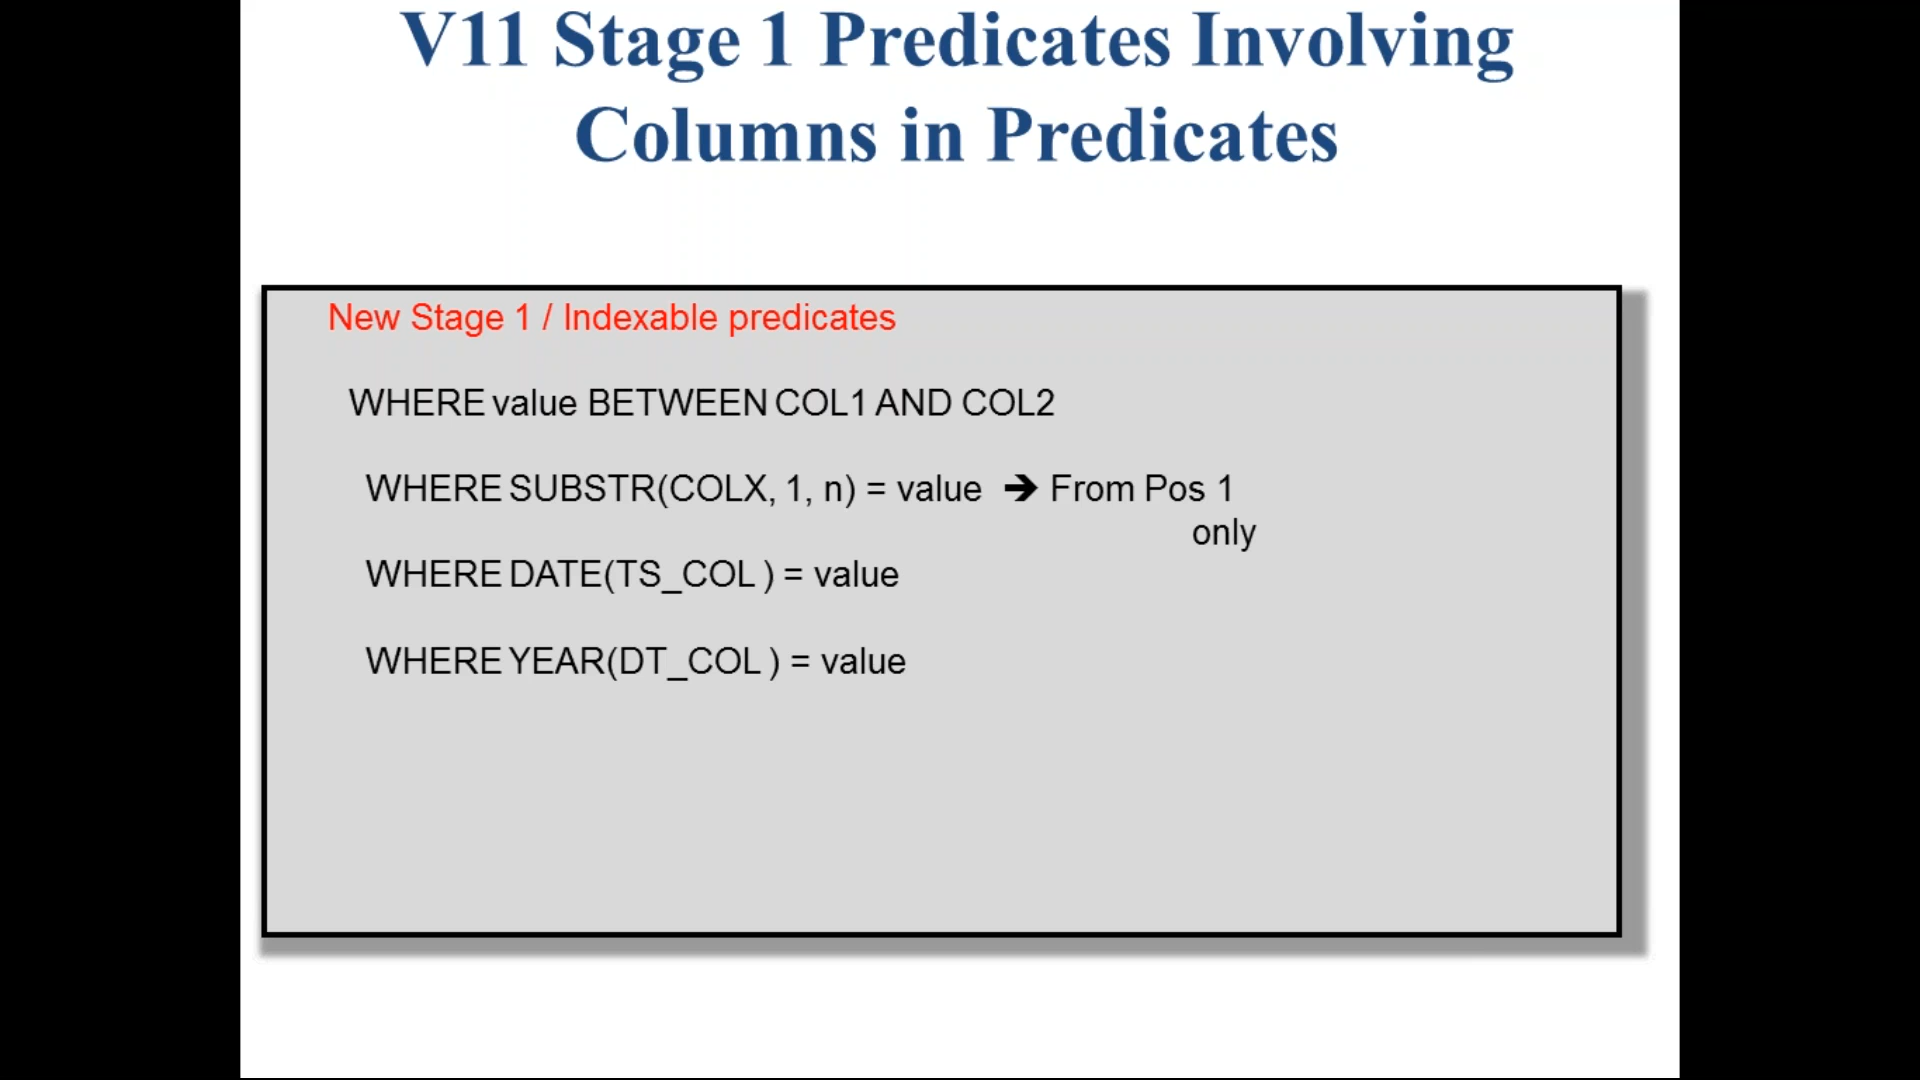 V11 Stage 1 Predicates Involving
Columns in Predicates
New Stage 1 / Indexable predicates
WHERE value BETWEEN COL1 AND COL2
WHERE SUBSTR(COLX, 1, n) = value ➔ From Pos 1
only
WHERE DATE(TS_COL ) = value
WHERE YEAR(DT_COL ) = value